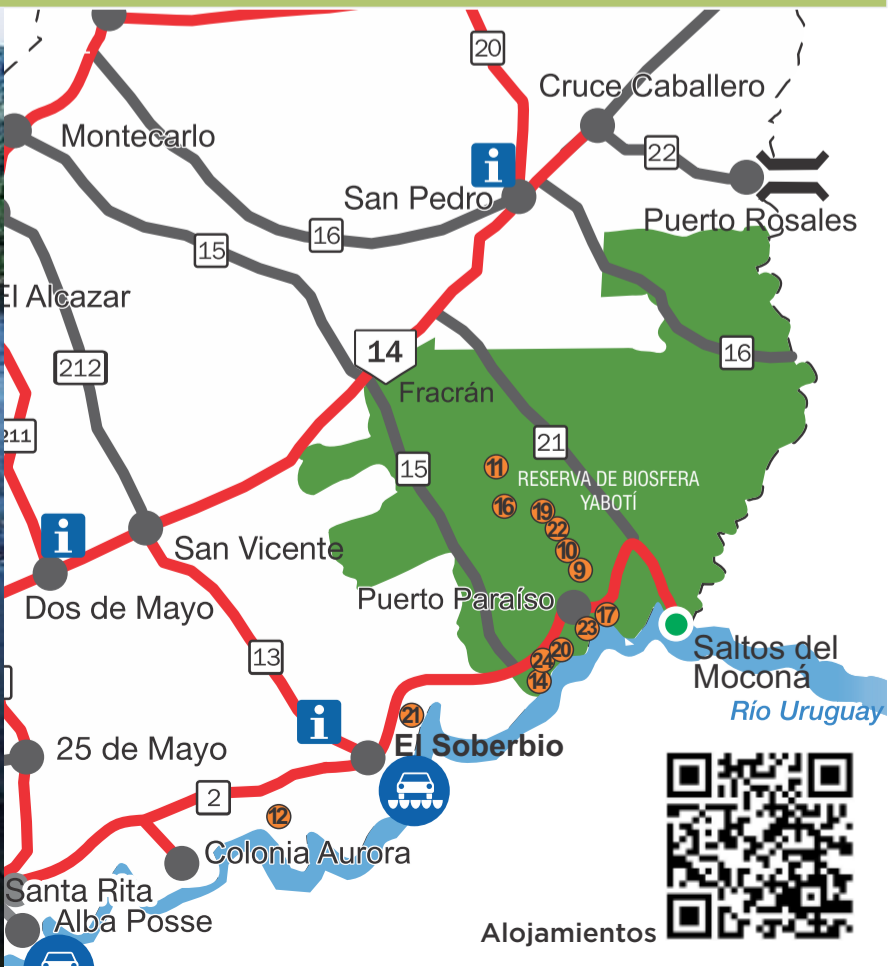 20
Cruce Caballero
Montecarlo
22
i
San Pedro
Puerto Rosales
16
15
El Alcazar
14
16
212
Fracrán
211
21
15
11
RESERVA DE BIOSFERA
YABOTÍ
16
19
22
i
San Vicente
10
9
Dos de Mayo
Puerto Paraíso
17
23
13
20
24
Saltos del
Moconá
14
Río Uruguay
21
i
El Soberbio
25 de Mayo
2
12
Colonia Aurora
Santa Rita
Alba Posse
Alojamientos